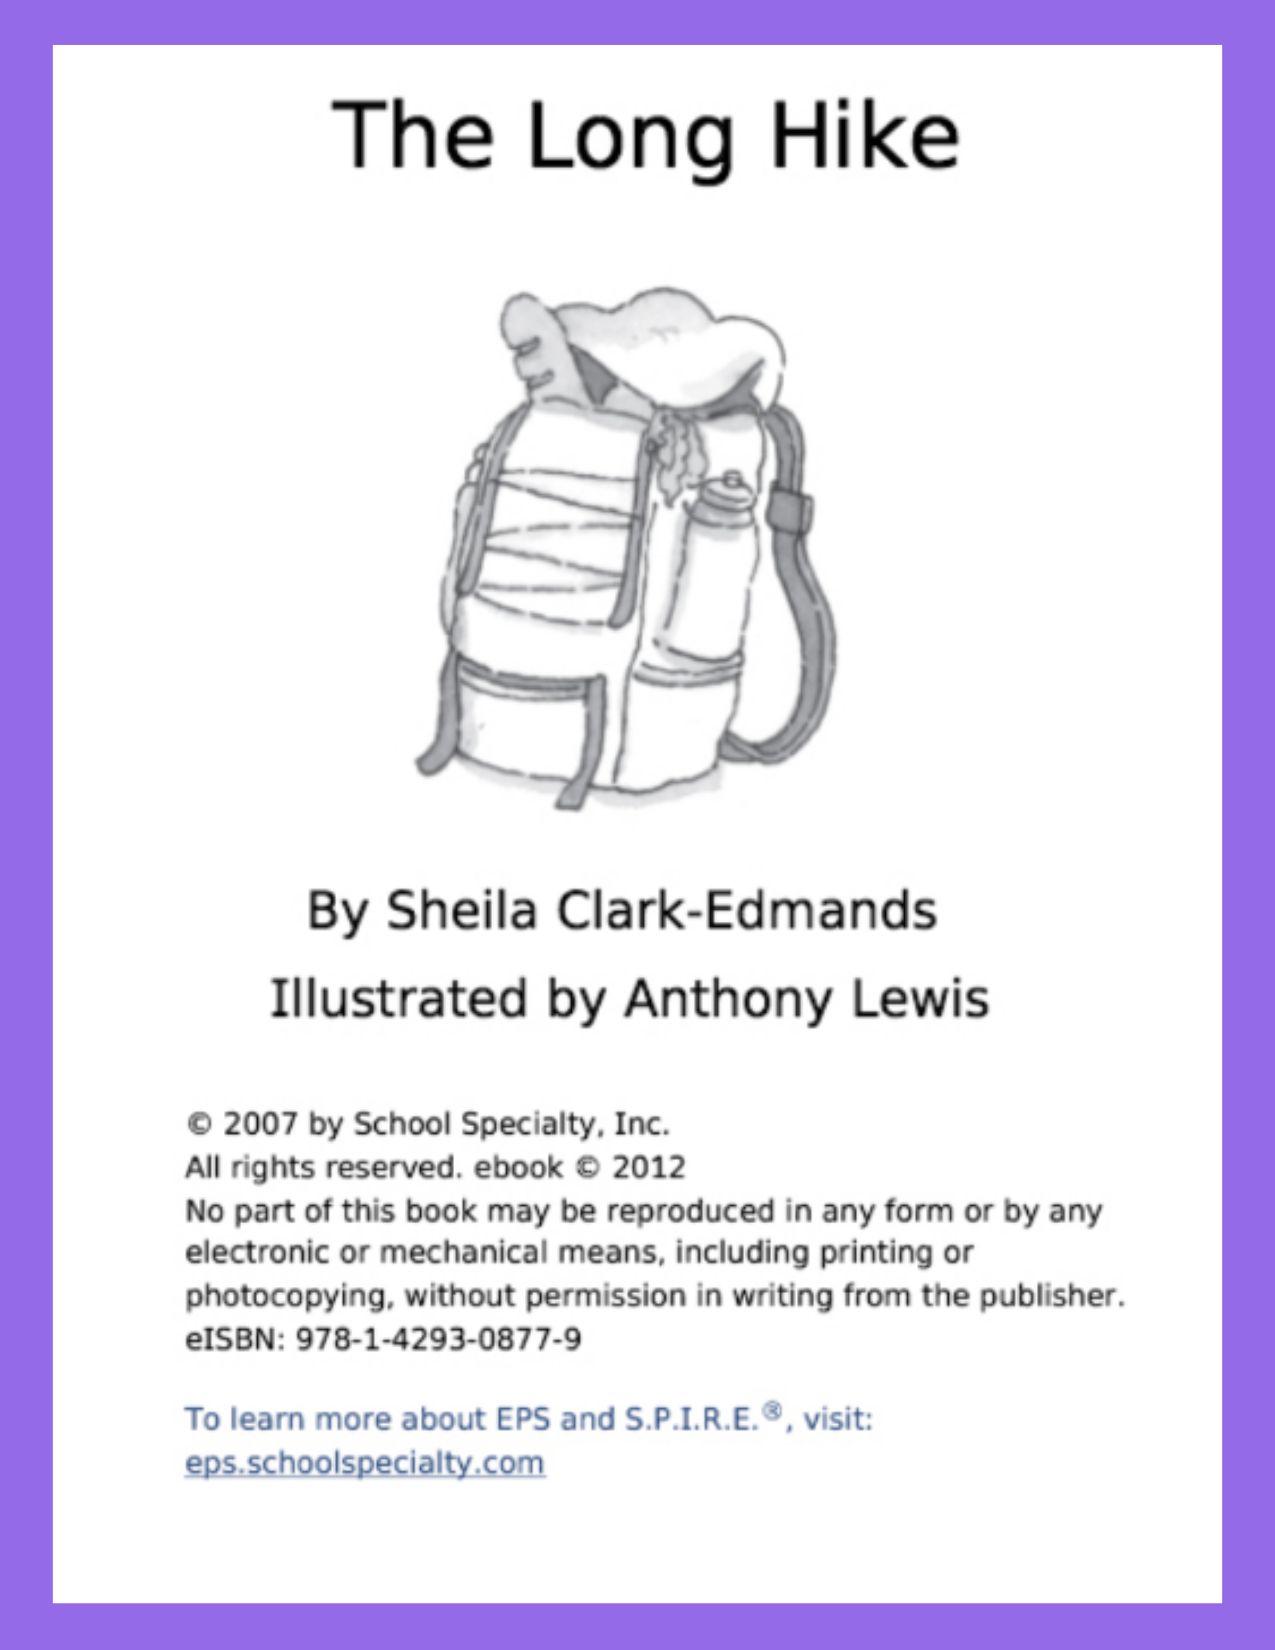 The Long Hike
By Sheila Clark-Edmands
Illustrated by Anthony Lewis
© 2007 by School Specialty, Inc.
All rights reserved. ebook © 2012
No part of this book may be reproduced in any form or by any
electronic or mechanical means, including printing or
photocopying, without permission in writing from the publisher.
eISBN: 978-1-4293-0877-9
To learn more about EPS and S.P.I.R.E.®, visit:
eps.schoolspecialty.com